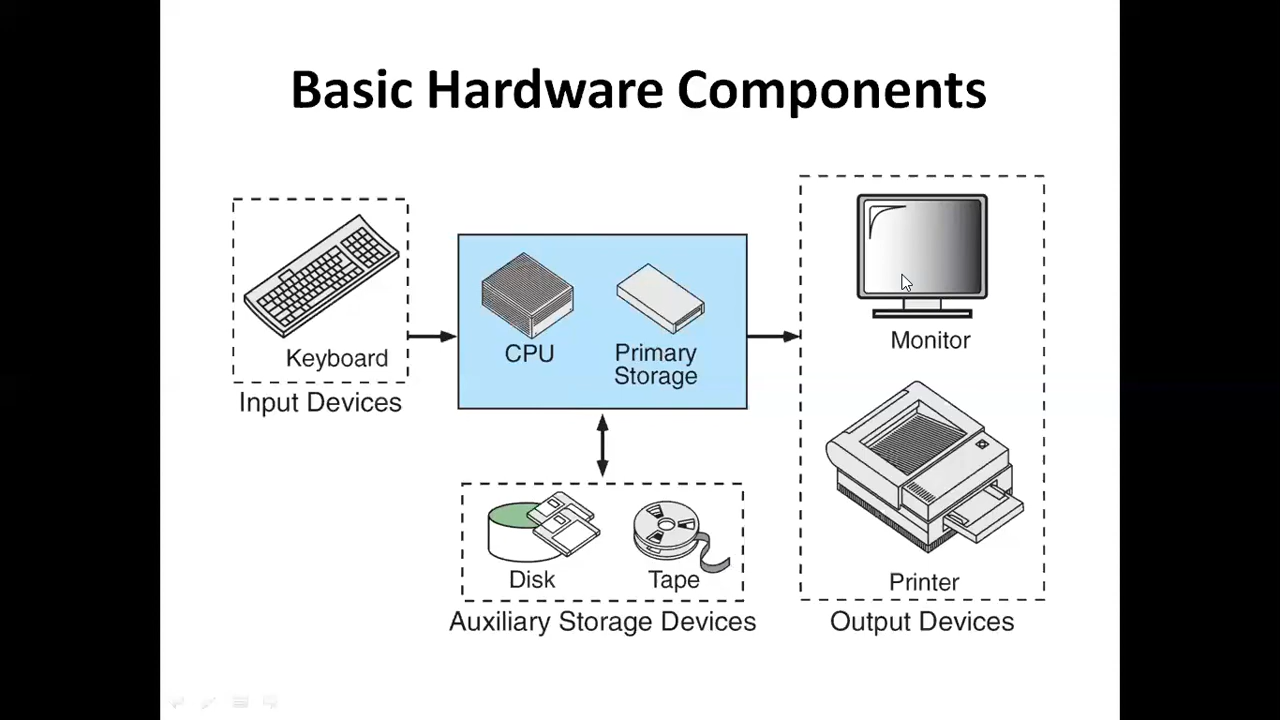 Basic Hardware Components
Keyboard
Input Devices
CPU
Primary
Storage
Disk
Tape
Auxiliary Storage Devices
Monitor
Printer
Output Devices